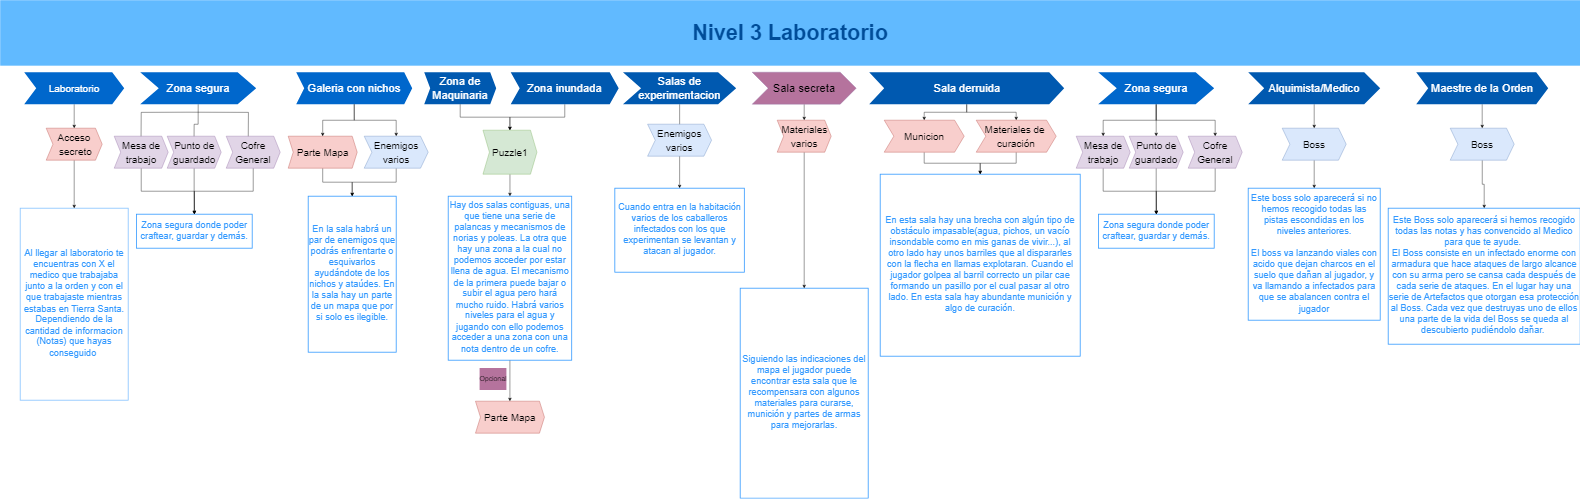 Nivel 3 Laboratorio
Laboratorio
Zona segura
Galeria con nichos
Zona de
Maquinaria
Zona inundada
Salas de
experimentacion
Sala secreta
Sala derruida
Zona segura
Alquimista/Medico
Maestre de la Orden
Acceso
secreto
Mesa de
trabajo
Punto de
guardado
Cofre
General
Parte Mapa
Enemigos
varios
Puzzle1
Enemigos
varios
Materiales
varios
Municion
Materiales de
curación
Mesa de
trabajo
Punto de
guardado
Cofre
General
Boss
Boss
Al llegar al laboratorio te
encuentras con X el
medico que trabajaba
junto a la orden y con el
que trabajaste mientras
estabas en Tierra Santa.
Dependiendo de la
cantidad de informacion
(Notas) que hayas
conseguido
Zona segura donde poder
craftear, guardar y demás.
En la sala habrá un
par de enemigos que
podrás enfrentarte o
esquivarlos
ayudándote de los
nichos y ataúdes. En
la sala hay un parte
de un mapa que por
si solo es ilegible.
Hay dos salas contiguas, una
que tiene una serie de
palancas y mecanismos de
norias y poleas. La otra que
hay una zona a la cual no
podemos acceder por estar
llena de agua. El mecanismo
de la primera puede bajar o
subir el agua pero hará
mucho ruido. Habrá varios
niveles para el agua y
jugando con ello podemos
acceder a una zona con una
nota dentro de un cofre.
Opcional
Parte Mapa
Cuando entra en la habitación
varios de los caballeros
infectados con los que
experimentan se levantan y
atacan al jugador.
Siguiendo las indicaciones del
mapa el jugador puede
encontrar esta sala que le
recompensara con algunos
materiales para curarse,
munición y partes de armas
para mejorarlas.
En esta sala hay una brecha con algún tipo de
obstáculo impasable(agua, pichos, un vacío
insondable como en mis ganas de vivir...), al
otro lado hay unos barriles que al dispararles
con la flecha en llamas explotaran. Cuando el
jugador golpea al barril correcto un pilar cae
formando un pasillo por el cual pasar al otro
lado. En esta sala hay abundante munición y
algo de curación.
Zona segura donde poder
craftear, guardar y demás.
Este boss solo aparecerá si no
hemos recogido todas las
pistas escondidas en los
niveles anteriores.
El boss va lanzando viales con
acido que dejan charcos en el
suelo que dañan al jugador, y
va llamando a infectados para
que se abalancen contra el
jugador
Este Boss solo aparecerá si hemos recogido
todas las notas y has convencido al Medico
para que te ayude.
El Boss consiste en un infectado enorme con
armadura que hace ataques de largo alcance
con su arma pero se cansa cada después de
cada serie de ataques. En el lugar hay una
serie de Artefactos que otorgan esa protección
al Boss. Cada vez que destruyas uno de ellos
una parte de la vida del Boss se queda al
descubierto pudiéndolo dañar.